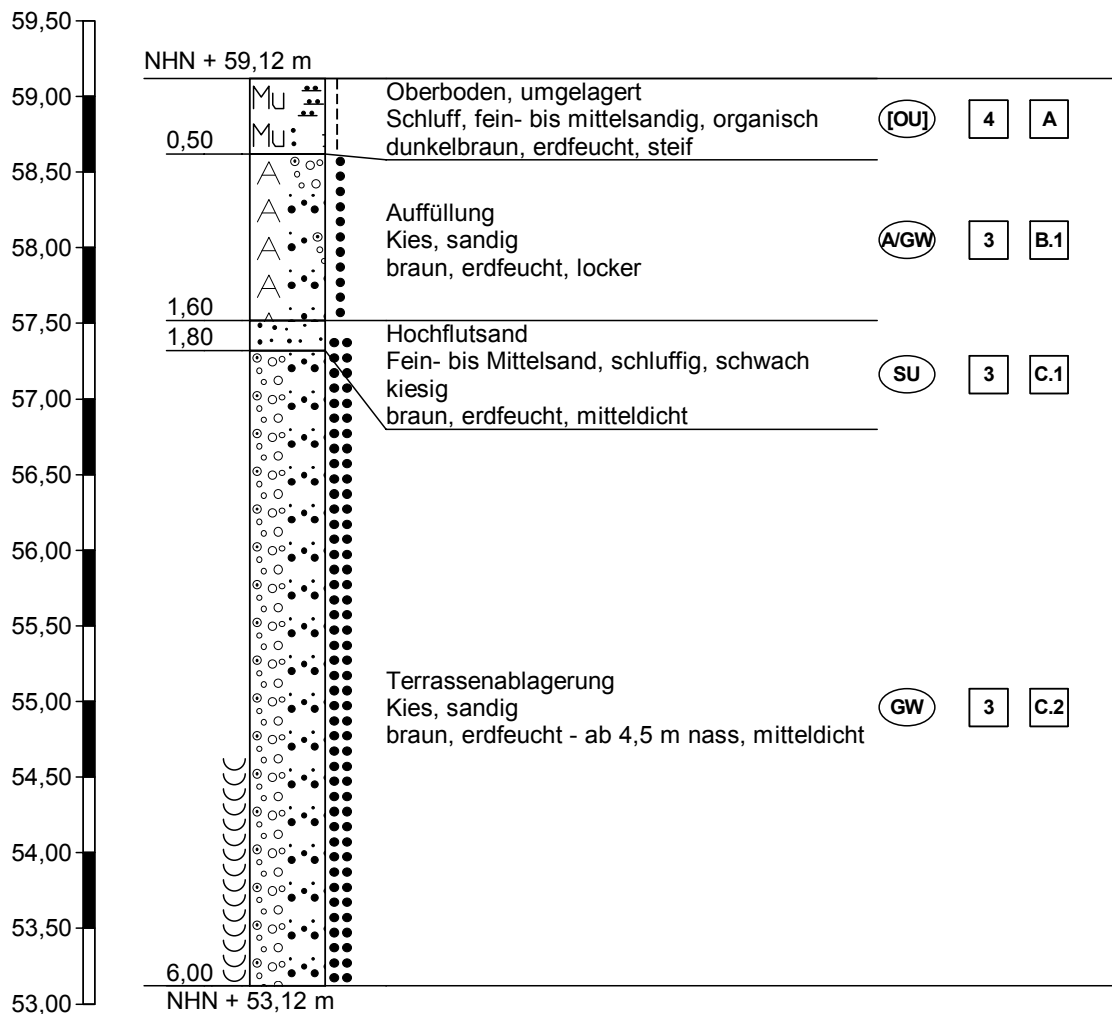 59,50
NHN + 59,12 m
59,00
Mu
Mu
0,50
Oberboden, umgelagert
Schluff, fein- bis mittelsandig, organisch
dunkelbraun, erdfeucht, steif
[OU] 4 A
58,50
A
A
A
A
A
58,00
Auffüllung
Kies, sandig
braun, erdfeucht, locker
A/GW 3 B.1
1,60
57,50
1,80
Hochflutsand
Fein- bis Mittelsand, schluffig, schwach
kiesig
braun, erdfeucht, mitteldicht
SU 3 C.1
57,00
56,50
56,00
55,50
55,00
Terrassenablagerung
Kies, sandig
braun, erdfeucht - ab 4,5 m nass, mitteldicht
GW 3 C.2
54,50
54,00
53,50
6,00
53,00
NHN + 53,12 m